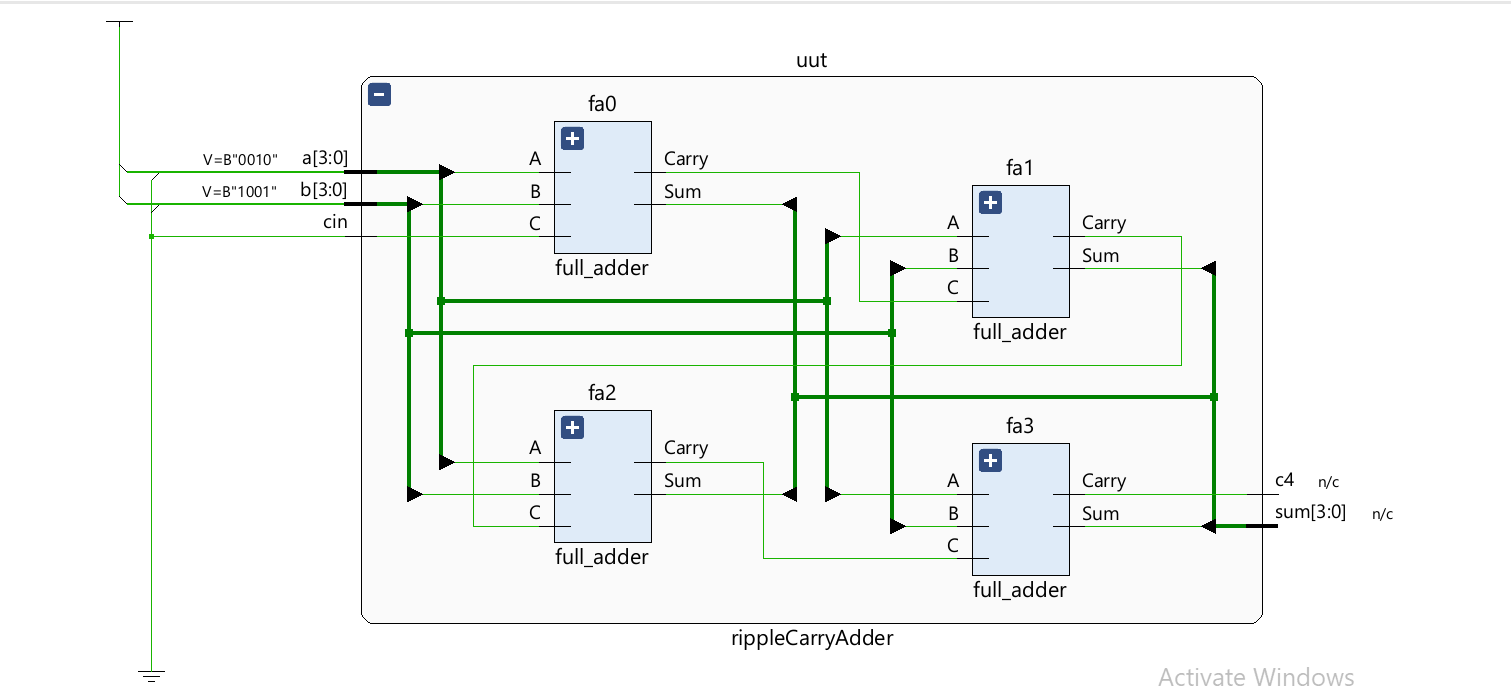 uut
fa0
V=B"0010" a[3:0]
A
Carry
V=B"1001" b[3:0]
B
Sum
cin
C
full_adder
fa1
A
Carry
B
Sum
C
full_adder
fa2
A
Carry
B
Sum
C
full_adder
fa3
A
Carry
B
Sum
C
full_adder
c4 n/c
sum[3:0] n/c
rippleCarryAdder
Activate Windows